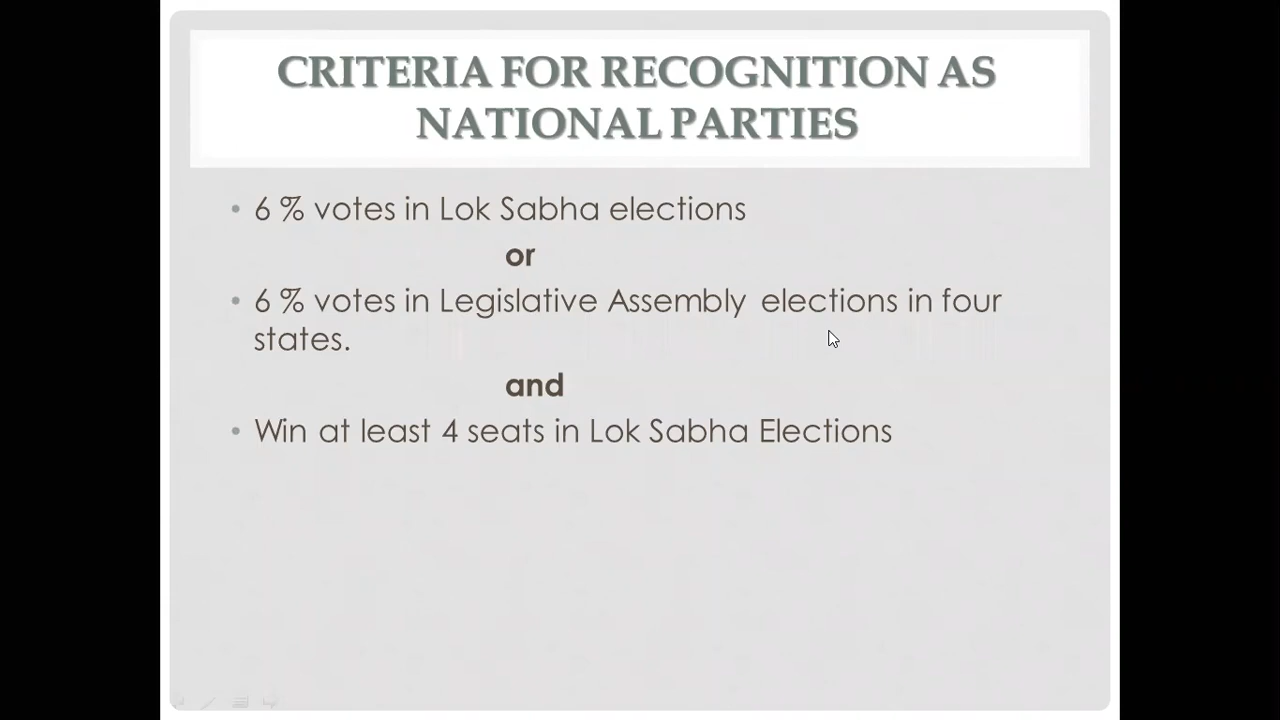 CRITERIA FOR RECOGNITION AS
NATIONAL PARTIES
• 6 % votes in Lok Sabha elections
or
• 6 % votes in Legislative Assembly elections in four
states.
and
• Win at least 4 seats in Lok Sabha Elections